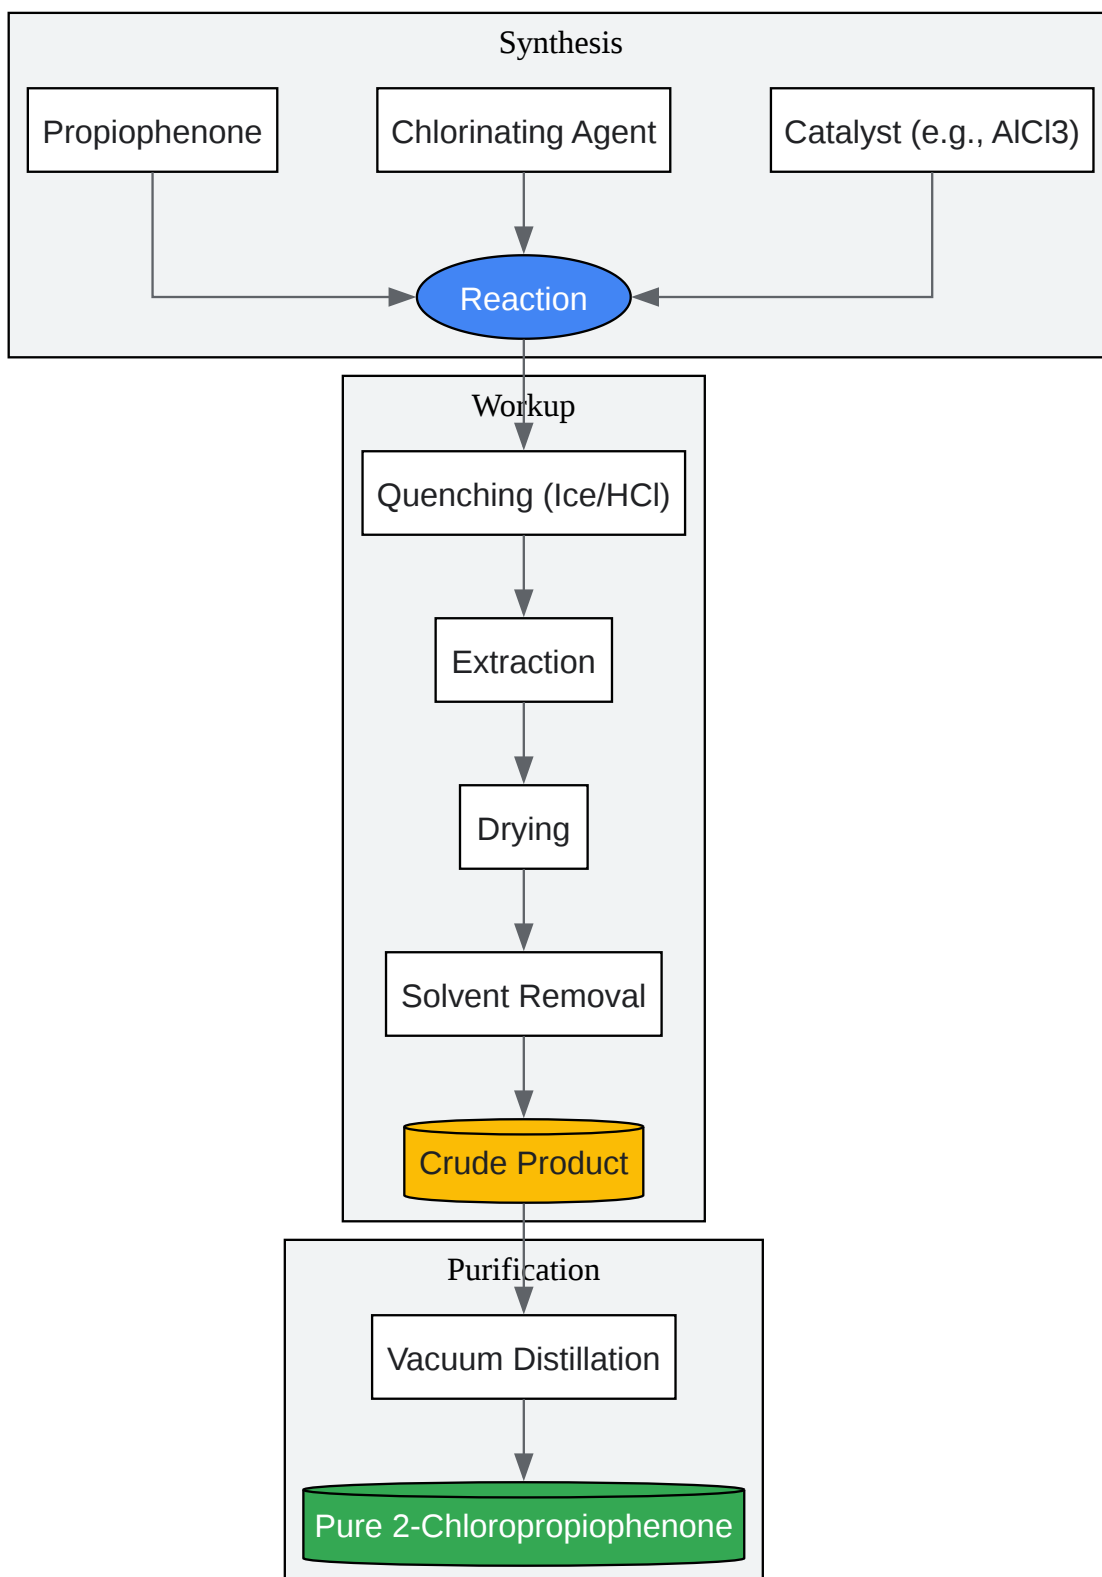 Synthesis
Propiophenone
Chlorinating Agent
Catalyst (e.g., AlCl3)
Reaction
Workup
Quenching (Ice/HCl)
Extraction
Drying
Solvent Removal
Crude Product
Purification
Vacuum Distillation
Pure 2-Chloropropiophenone